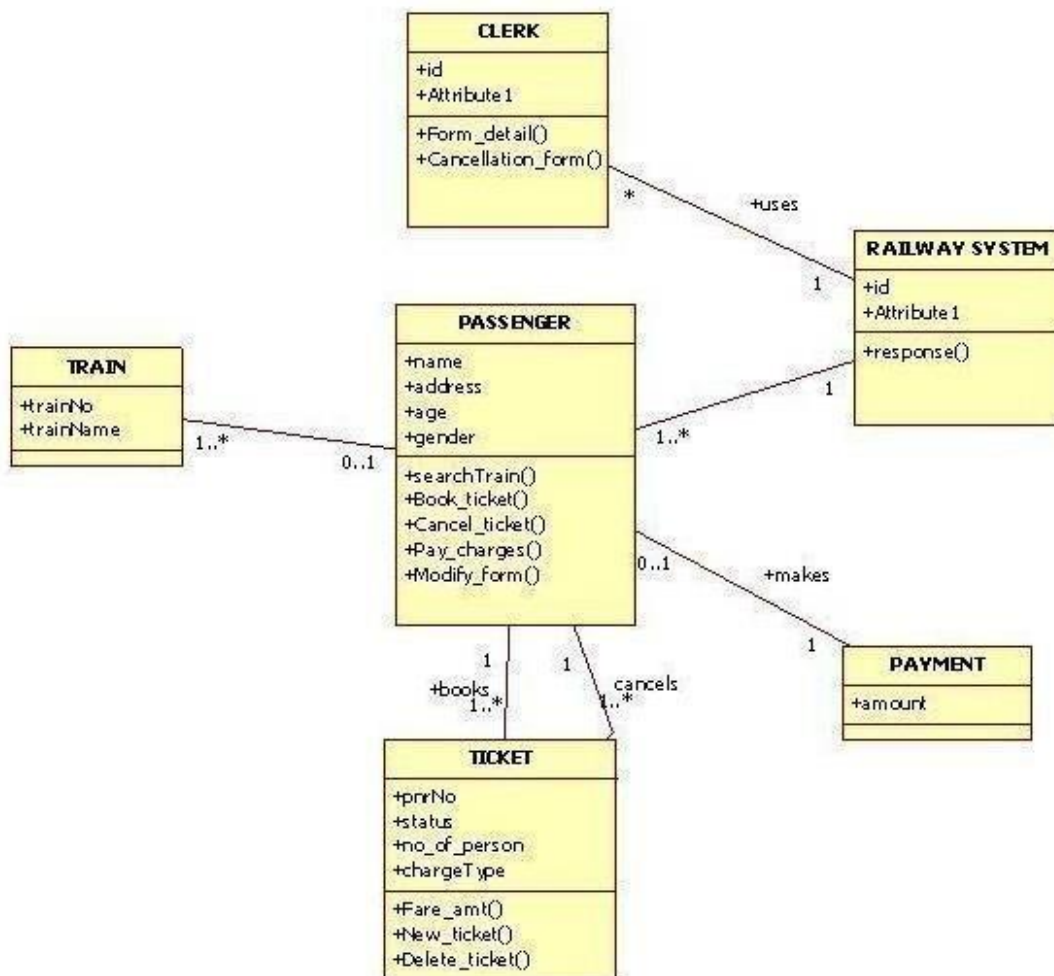 CLERK
+id
+Attribute1
+Form_detail()
+Cancellation_form()
*
+uses
1
RAILWAY SYSTEM
+id
+Attribute1
+response()
1
1..*
PASSENGER
+name
+address
+age
+gender
+searchTrain()
+Book_ticket()
+Cancel_ticket()
+Pay_charges()
+Modify_form()
TRAIN
+trainNo
+trainName
1..*
0..1
0..1
+makes
1
PAYMENT
+amount
1
+books
1..*
1
cancels
1..*
TICKET
+pnrNo
+status
+no_of_person
+chargeType
+Fare_amt()
+New_ticket()
+Delete_ticket()